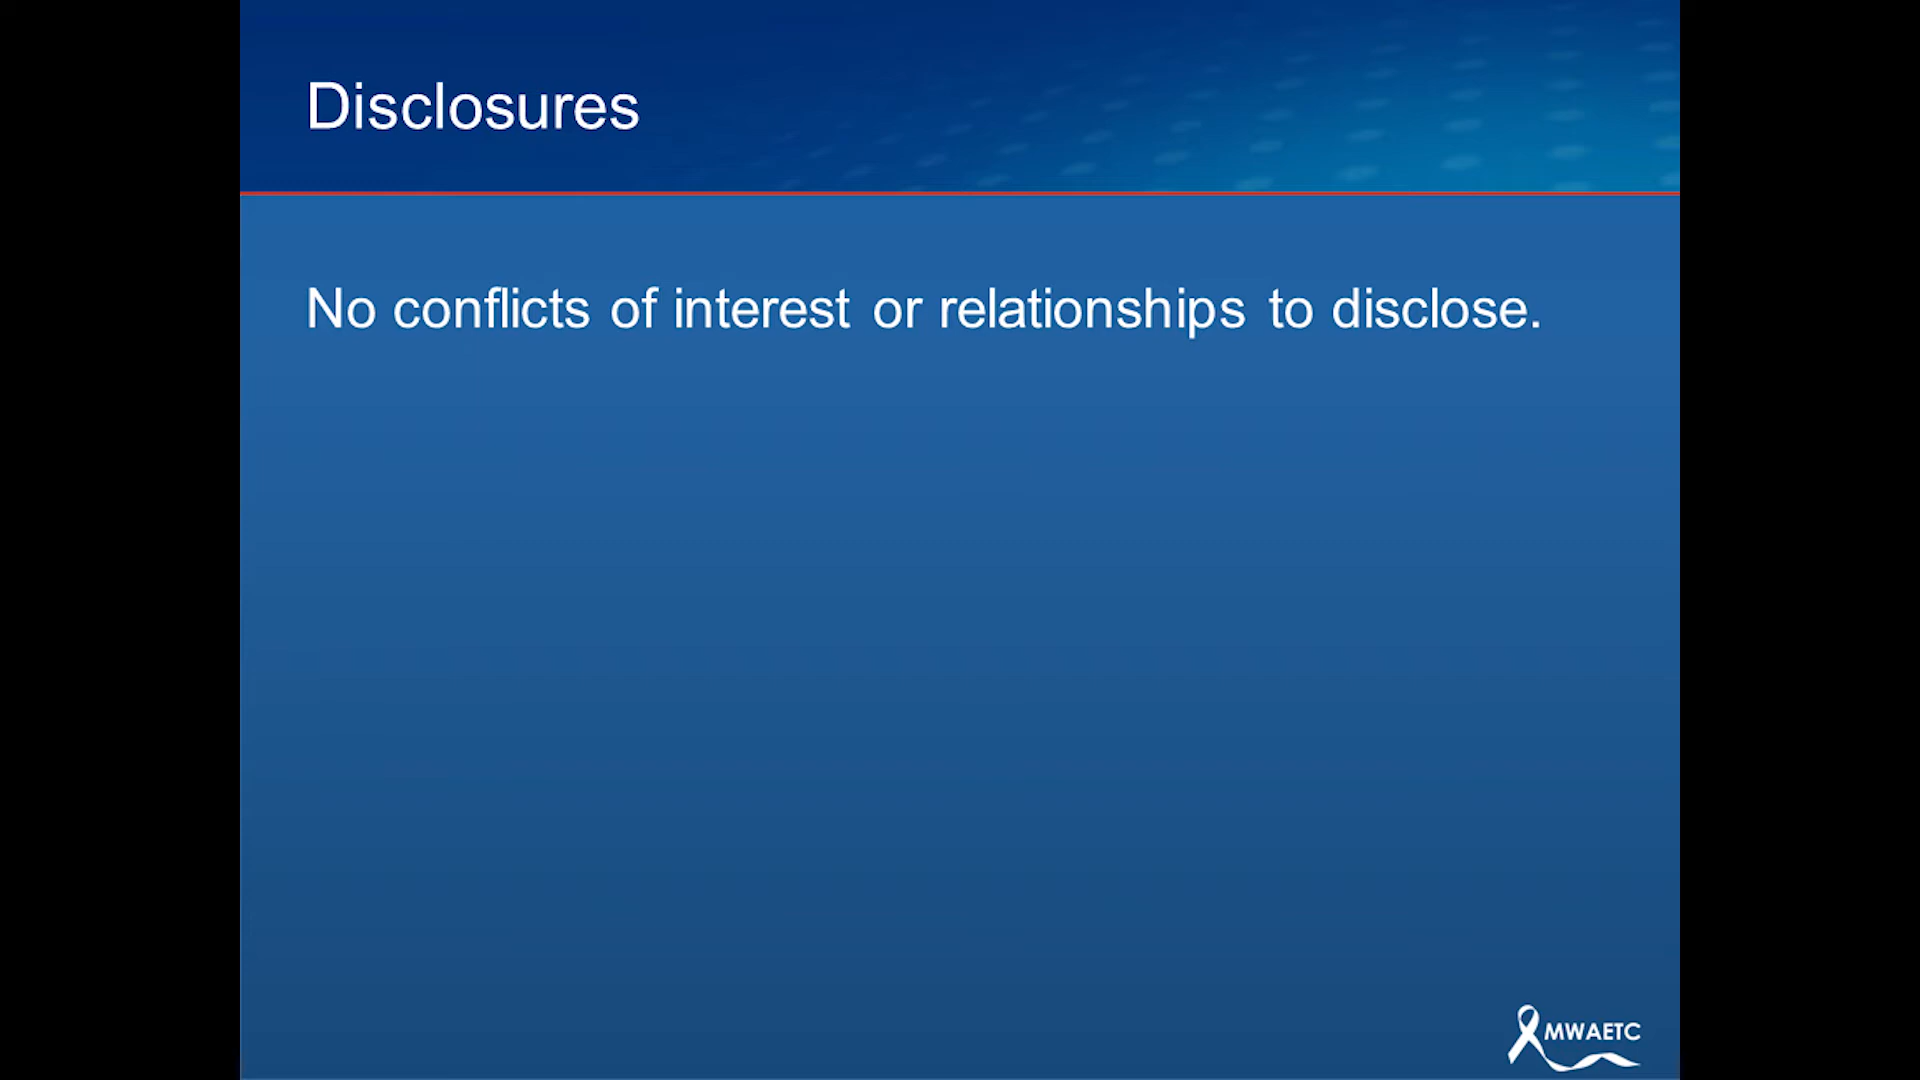 Disclosures
No conflicts of interest or relationships to disclose.
MWAETC